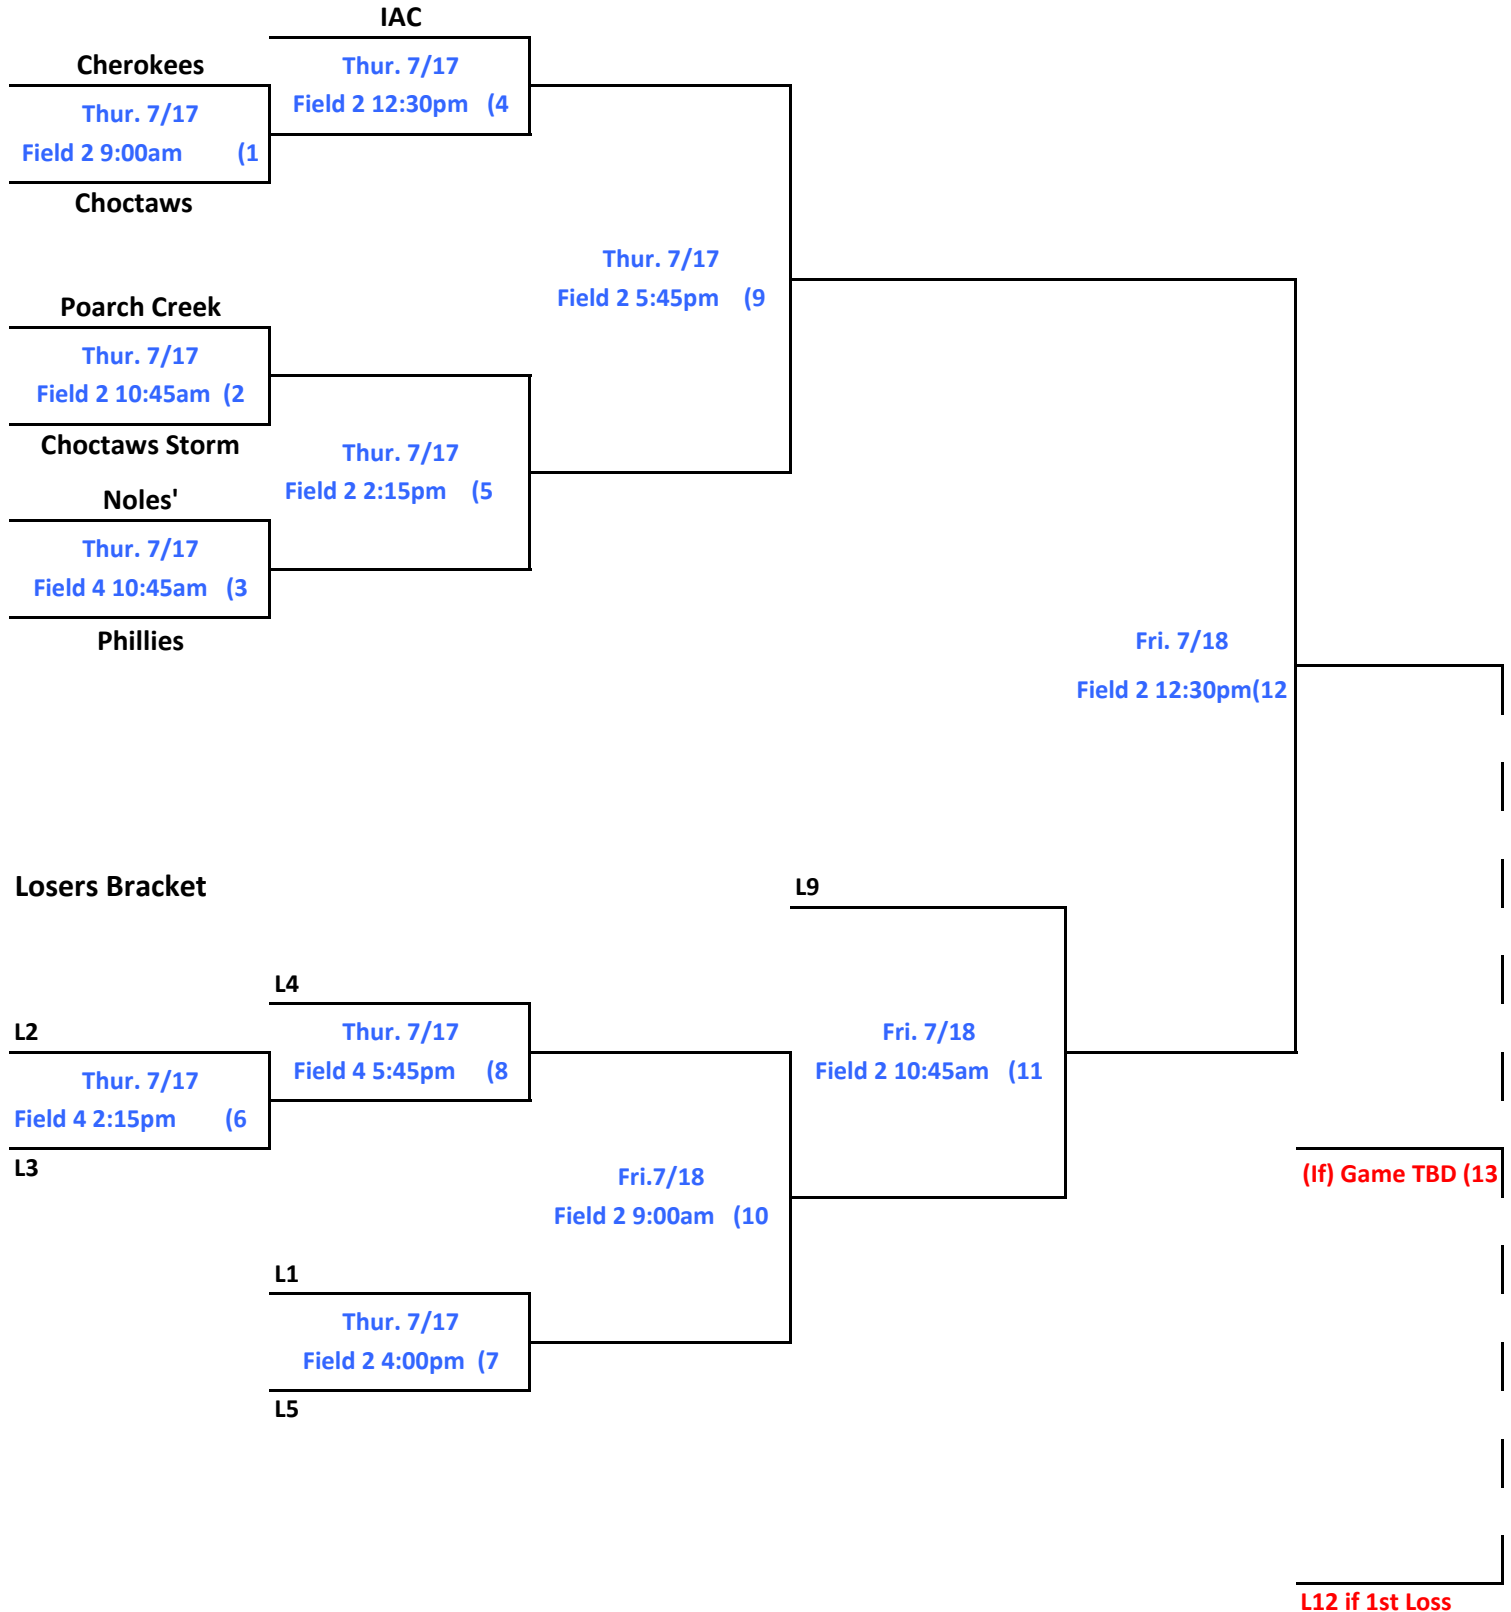 IAC
Cherokees
Thur. 7/17
Field 2 12:30pm (4
Thur. 7/17
Field 2 9:00am (1
Choctaws
Thur. 7/17
Field 2 5:45pm (9
Poarch Creek
Thur. 7/17
Field 2 10:45am (2
Choctaws Storm
Thur. 7/17
Field 2 2:15pm (5
Noles'
Thur. 7/17
Field 4 10:45am (3
Phillies
Fri. 7/18
Field 2 12:30pm(12
Losers Bracket
L9
L4
L2
Thur. 7/17
Field 4 5:45pm (8
Fri. 7/18
Field 2 10:45am (11
Thur. 7/17
Field 4 2:15pm (6
L3
(If) Game TBD (13
Fri.7/18
Field 2 9:00am (10
L1
Thur. 7/17
Field 2 4:00pm (7
L5
L12 if 1st Loss